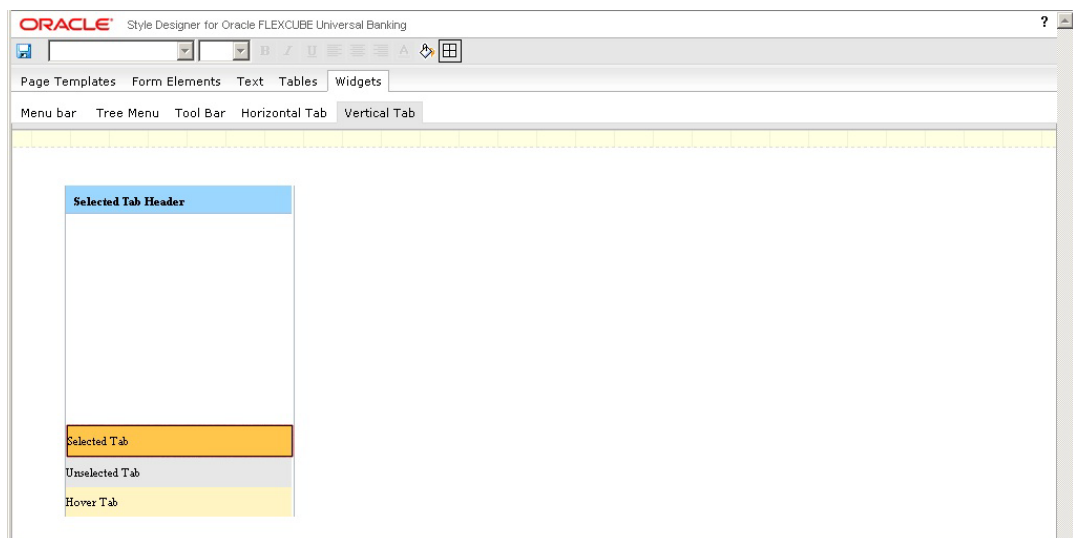 ORACLE® Style Designer for Oracle FLEXCUBE Universal Banking ?
B I U A
Page Templates Form Elements Text Tables Widgets
Menu bar Tree Menu Tool Bar Horizontal Tab Vertical Tab
Selected Tab Header
Selected Tab
Unselected Tab
Hover Tab